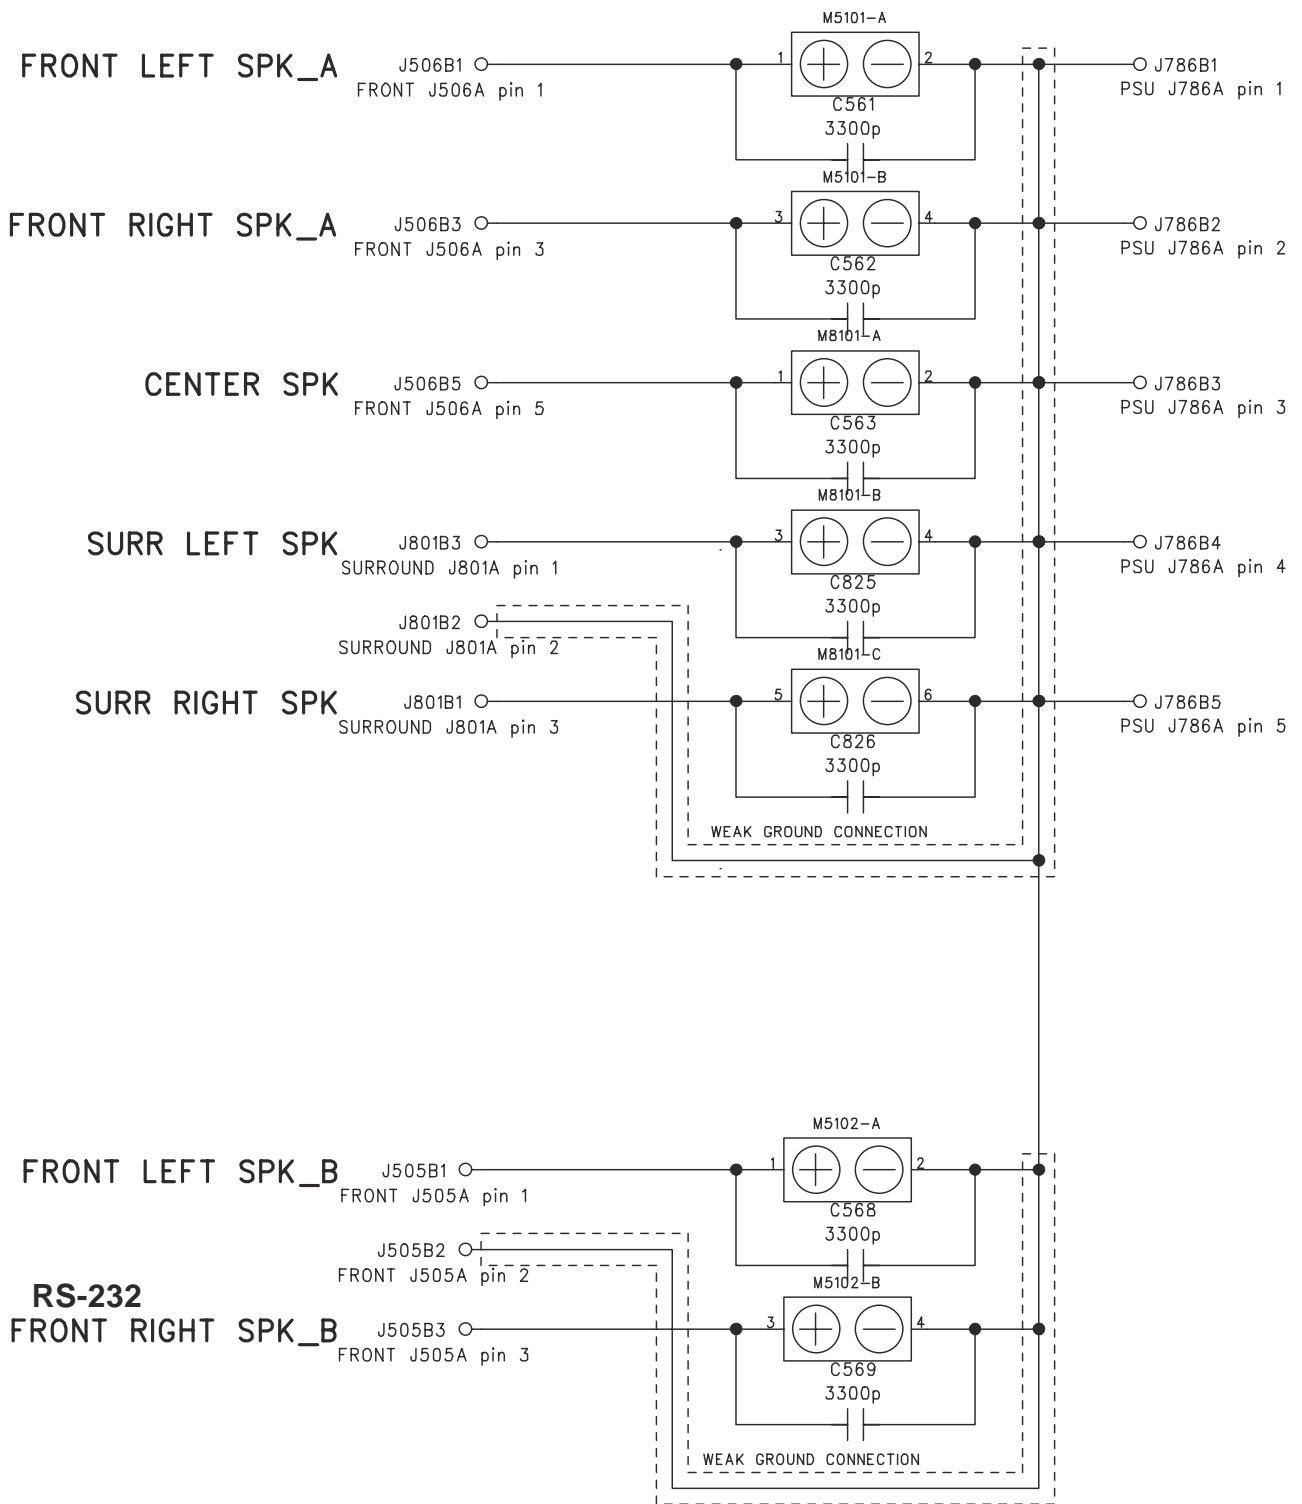 M5101-A
FRONT LEFT SPK_A J506B1 1 2 J786B1
FRONT J506A pin 1 PSU J786A pin 1
C561
3300p
M5101-B
FRONT RIGHT SPK_A J506B3 3 4 J786B2
FRONT J506A pin 3 PSU J786A pin 2
C562
3300p
M8101-A
CENTER SPK J506B5 1 2 J786B3
FRONT J506A pin 5 PSU J786A pin 3
C563
3300p
M8101-B
SURR LEFT SPK J801B3 3 4 J786B4
SURROUND J801A pin 1 PSU J786A pin 4
C825
3300p
J801B2
SURROUND J801A pin 2
M8101-C
SURR RIGHT SPK J801B1 5 6 J786B5
SURROUND J801A pin 3 PSU J786A pin 5
C826
3300p
WEAK GROUND CONNECTION
M5102-A
FRONT LEFT SPK_B J505B1 1 2
FRONT J505A pin 1
C568
3300p
J505B2
FRONT J505A pin 2
M5102-B
RS-232
FRONT RIGHT SPK_B J505B3 3 4
FRONT J505A pin 3
C569
3300p
WEAK GROUND CONNECTION